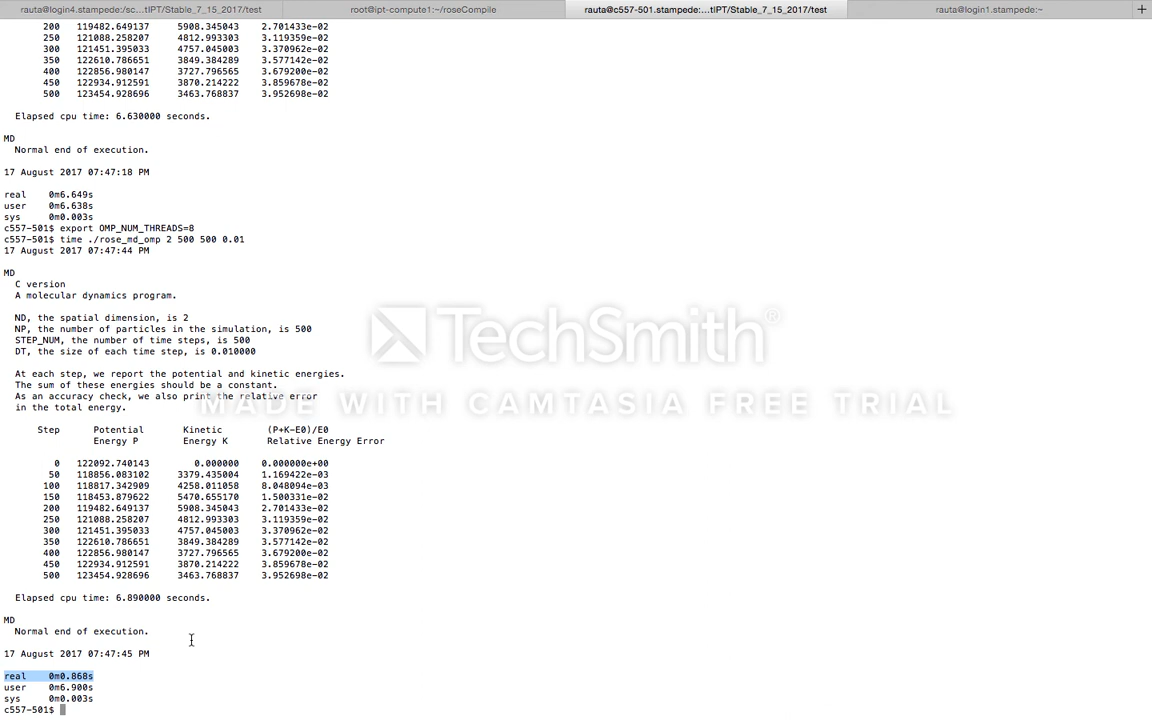 rauta@login4.stampede:/sc...tIPT/Stable_7_15_2017/test root@ipt-compute1:~/roseCompile rauta@c557-501.stampede:...tIPT/Stable_7_15_2017/test rauta@login1.stampede:~ +
200 119482.649137 5908.345043 2.701433e-02
250 121088.258207 4812.993303 3.119359e-02
300 121451.395033 4757.045003 3.370962e-02
350 122610.786651 3849.384289 3.577142e-02
400 122856.980147 3727.796565 3.679200e-02
450 122934.912591 3870.214222 3.859678e-02
500 123454.928696 3463.768837 3.952698e-02
Elapsed cpu time: 6.630000 seconds.
MD
Normal end of execution.
17 August 2017 07:47:18 PM
real 0m6.649s
user 0m6.638s
sys 0m0.003s
c557-501$ export OMP_NUM_THREADS=8
c557-501$ time ./rose_md_omp 2 500 500 0.01
17 August 2017 07:47:44 PM
MD
C version
A molecular dynamics program.
ND, the spatial dimension, is 2
NP, the number of particles in the simulation, is 500
STEP_NUM, the number of time steps, is 500
DT, the size of each time step, is 0.010000
At each step, we report the potential and kinetic energies.
The sum of these energies should be a constant.
As an accuracy check, we also print the relative error
in the total energy.
Step Potential Kinetic (P+K-E0)/E0
Energy P Energy K Relative Energy Error
0 122092.740143 0.000000 0.000000e+00
50 118856.083102 3379.435004 1.169422e-03
100 118817.342909 4258.011058 8.048094e-03
150 118453.879622 5470.655170 1.500331e-02
200 119482.649137 5908.345043 2.701433e-02
250 121088.258207 4812.993303 3.119359e-02
300 121451.395033 4757.045003 3.370962e-02
350 122610.786651 3849.384289 3.577142e-02
400 122856.980147 3727.796565 3.679200e-02
450 122934.912591 3870.214222 3.859678e-02
500 123454.928696 3463.768837 3.952698e-02
Elapsed cpu time: 6.890000 seconds.
MD
Normal end of execution.
17 August 2017 07:47:45 PM
real 0m0.868s
user 0m6.900s
sys 0m0.003s
c557-501$
TechSmith®
MADE WITH CAMTASIA FREE TRIAL